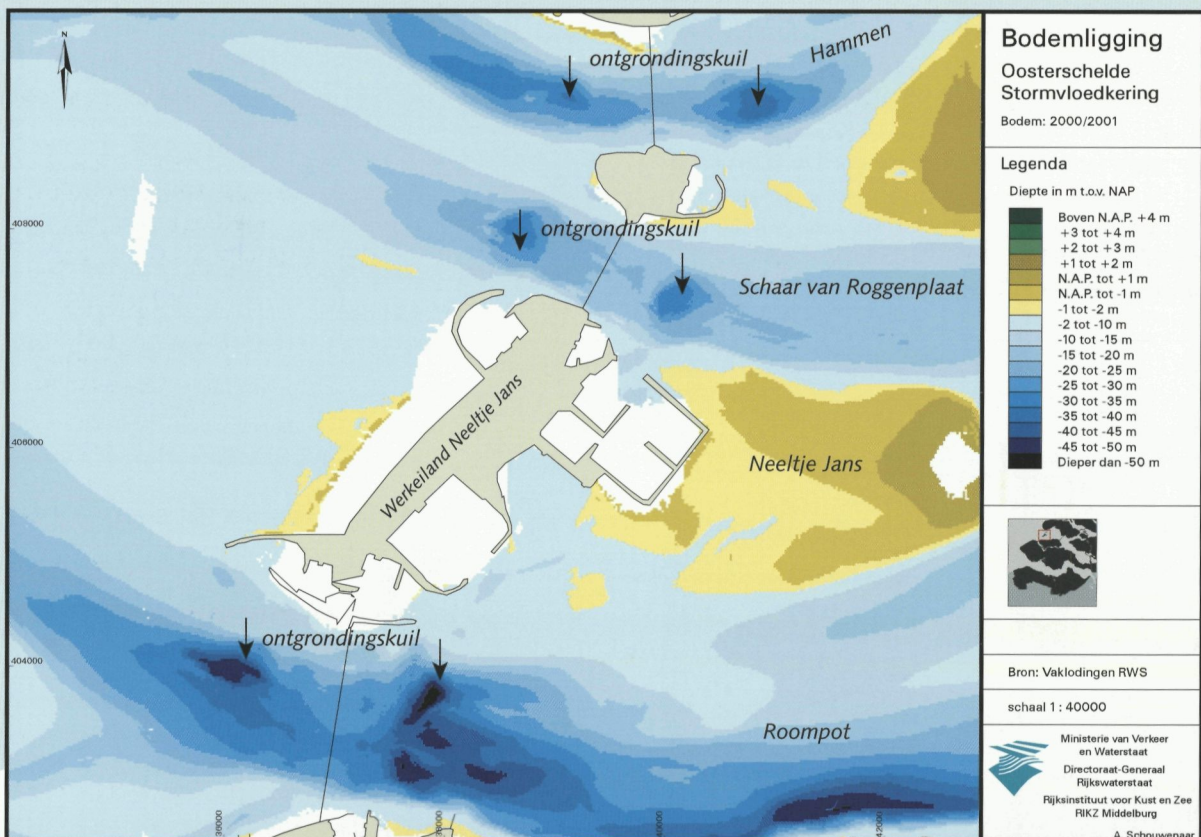 N
ontgrondingskuil
Hammen
408000
ontgrondingskuil
Schaar van Roggenplaat
Werkeiland Neeltje Jans
406000
Neeltje Jans
ontgrondingskuil
404000
Roompot
42000
Bodemligging
Oosterschelde
Stormvloedkering
Bodem: 2000/2001
Legenda
Diepte in m t.o.v. NAP
Boven N.A.P. +4 m
+3 tot +4 m
+2 tot +3 m
+1 tot +2 m
N.A.P. tot +1 m
N.A.P. tot -1 m
-1 tot -2 m
-2 tot -10 m
-10 tot -15 m
-15 tot -20 m
-20 tot -25 m
-25 tot -30 m
-30 tot -35 m
-35 tot -40 m
-40 tot -45 m
-45 tot -50 m
Dieper dan -50 m
Bron: Vaklodingen RWS
schaal 1 : 40000
Ministerie van Verkeer
en Waterstaat
Directoraat-Generaal
Rijkswaterstaat
Rijksinstituut voor Kust en Zee
RIKZ Middelburg
A. Schouwenaar